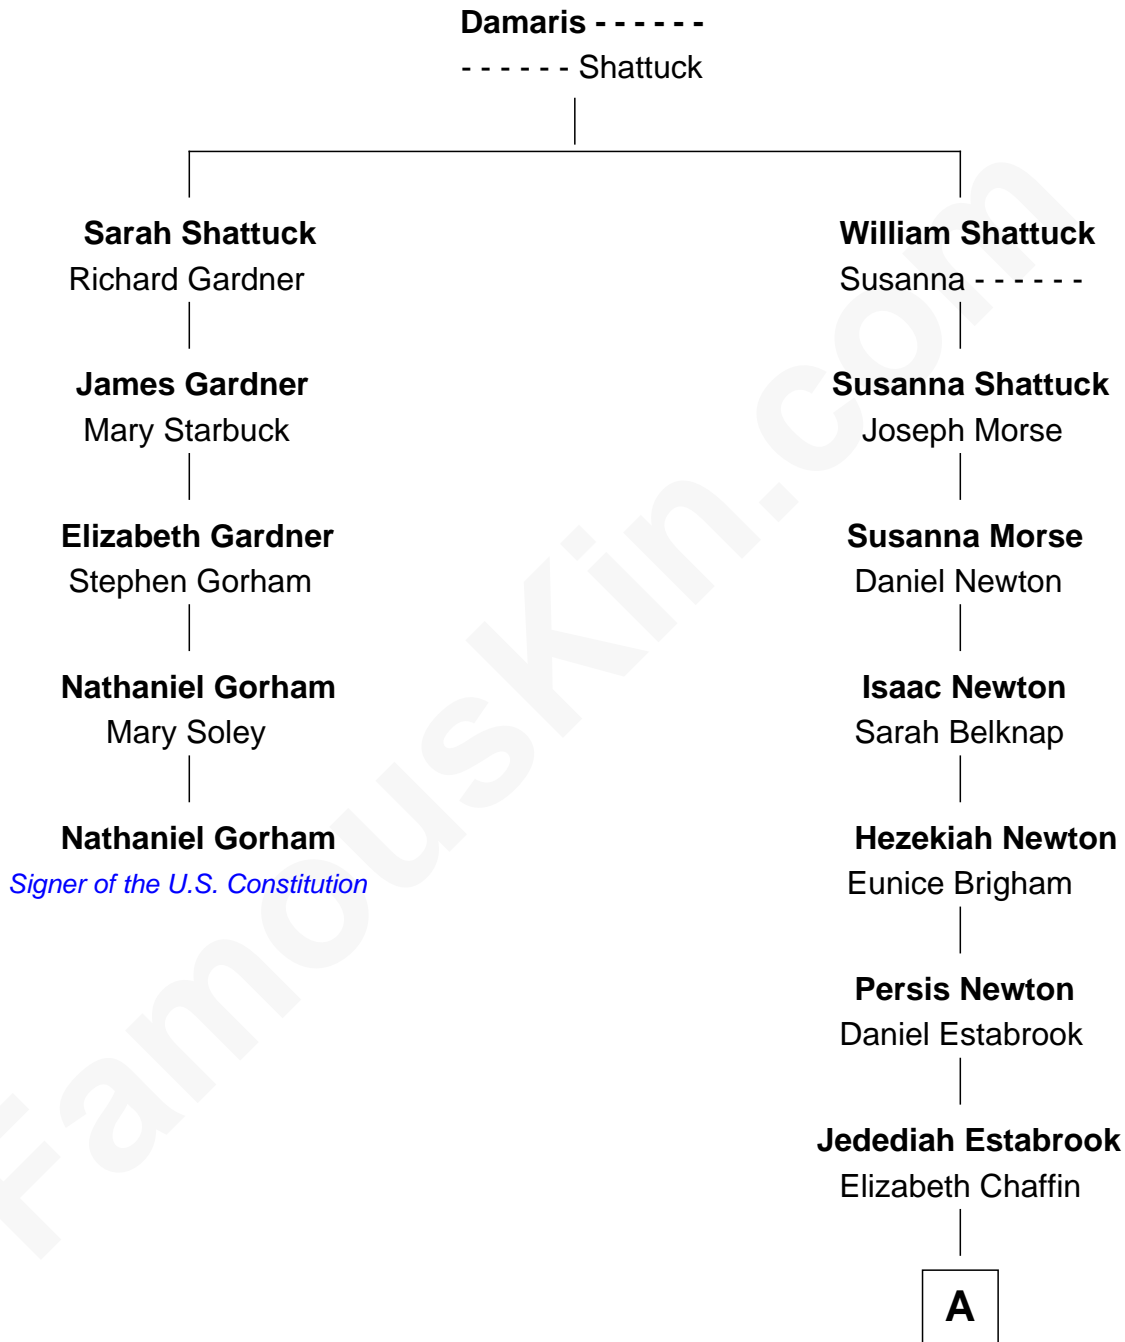 Damaris - - - - - -
- - - - - - Shattuck
Sarah Shattuck
Richard Gardner
James Gardner
Mary Starbuck
Elizabeth Gardner
Stephen Gorham
Nathaniel Gorham
Mary Soley
Nathaniel Gorham
Signer of the U.S. Constitution
William Shattuck
Susanna - - - - - -
Susanna Shattuck
Joseph Morse
Susanna Morse
Daniel Newton
Isaac Newton
Sarah Belknap
Hezekiah Newton
Eunice Brigham
Persis Newton
Daniel Estabrook
Jedediah Estabrook
Elizabeth Chaffin
A
FamousKin.com